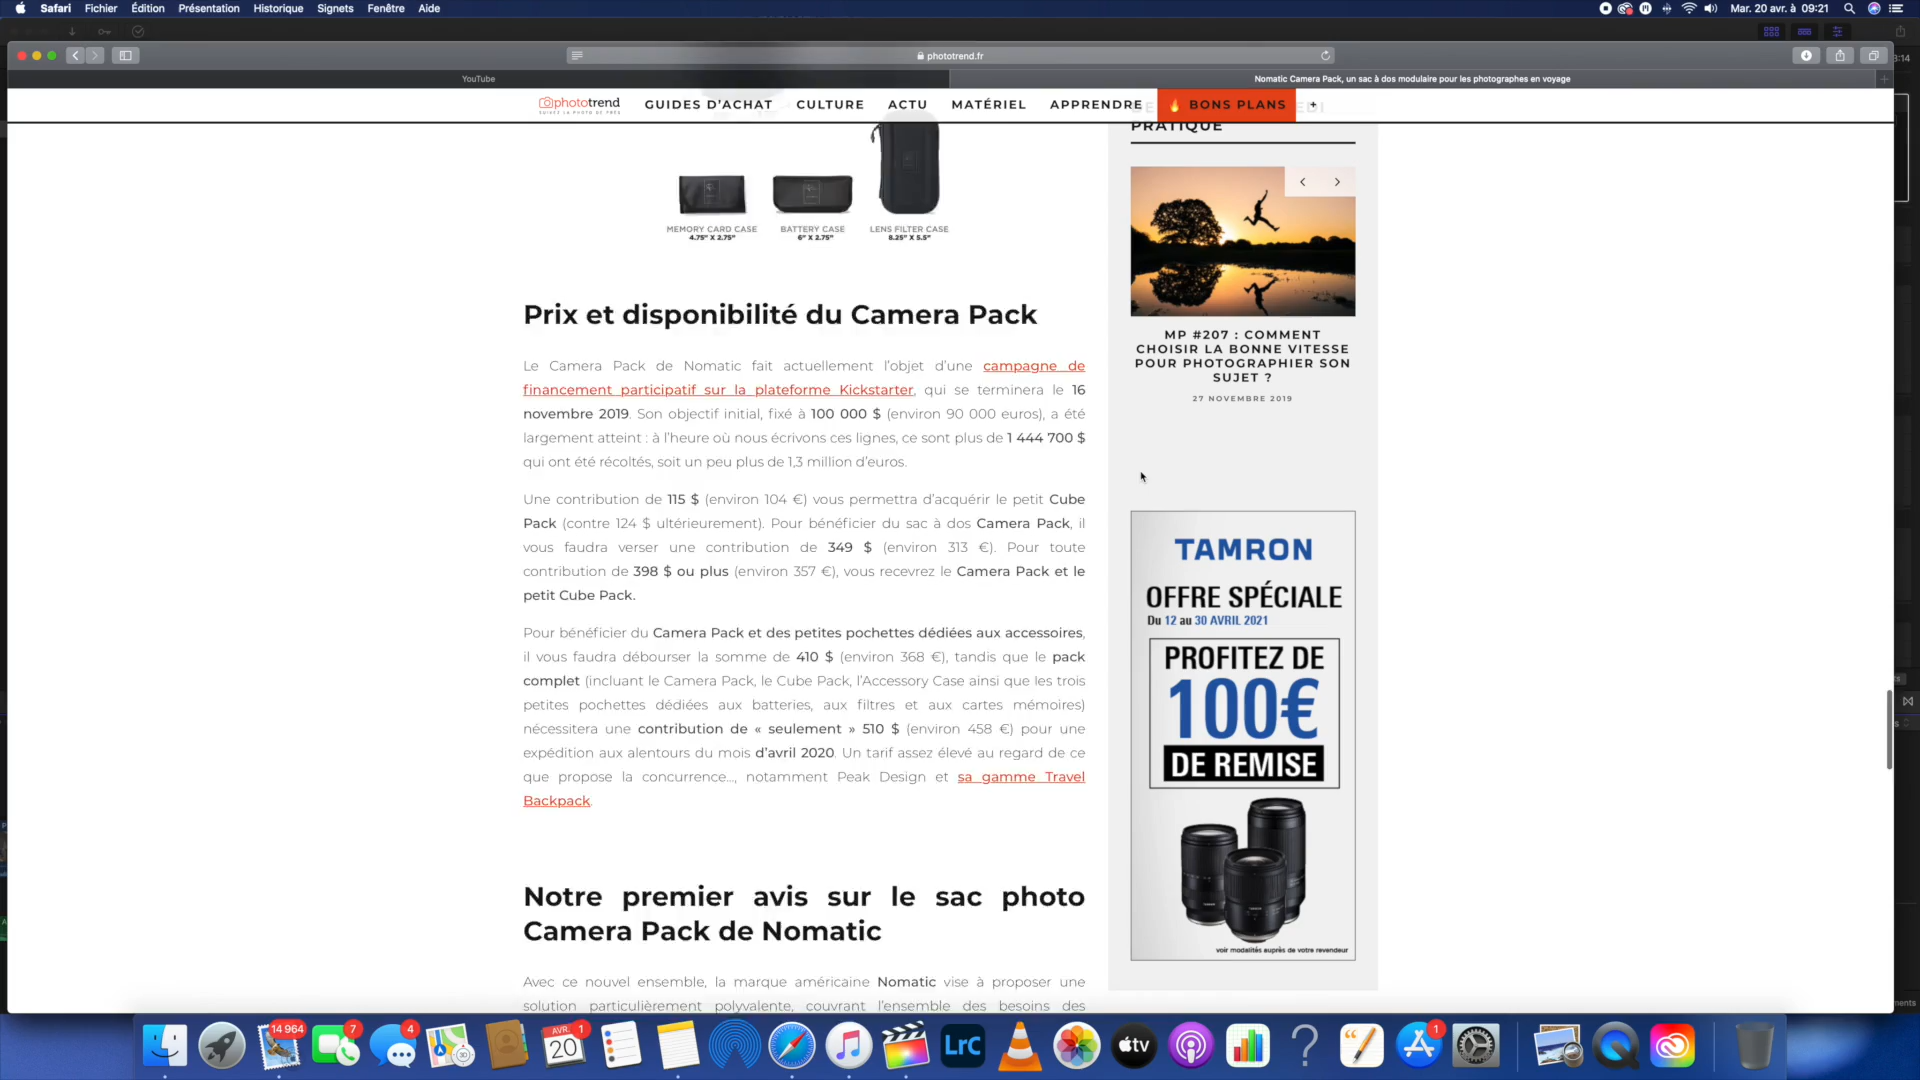 Safari Fichier Édition Présentation Historique Signets Fenêtre Aide
Mar. 20 avr. à 09:21
phototrend.fr
YouTube
Nomatic Camera Pack, un sac à dos modulaire pour les photographes en voyage
phototrend
GUIDES D'ACHAT CULTURE ACTU MATÉRIEL APPRENDRE BONS PLANS +
MEMORY CARD CASE
4.75" X 2.75"
BATTERY CASE
6" X 2.75"
LENS FILTER CASE
8.25" X 5.5"
Prix et disponibilité du Camera Pack
Le Camera Pack de Nomatic fait actuellement l'objet d'une campagne de
financement participatif sur la plateforme Kickstarter, qui se terminera le 16
novembre 2019. Son objectif initial, fixé à 100 000 $ (environ 90 000 euros), a été
largement atteint : à l'heure où nous écrivons ces lignes, ce sont plus de 1 444 700 $
qui ont été récoltés, soit un peu plus de 1,3 million d'euros.
Une contribution de 115 $ (environ 104 €) vous permettra d'acquérir le petit Cube
Pack (contre 124 $ ultérieurement). Pour bénéficier du sac à dos Camera Pack, il
vous faudra verser une contribution de 349 $ (environ 313 €). Pour toute
contribution de 398 $ ou plus (environ 357 €), vous recevrez le Camera Pack et le
petit Cube Pack.
Pour bénéficier du Camera Pack et des petites pochettes dédiées aux accessoires,
il vous faudra débourser la somme de 410 $ (environ 368 €), tandis que le pack
complet (incluant le Camera Pack, le Cube Pack, l'Accessory Case ainsi que les trois
petites pochettes dédiées aux batteries, aux filtres et aux cartes mémoires)
nécessitera une contribution de « seulement » 510 $ (environ 458 €) pour une
expédition aux alentours du mois d'avril 2020. Un tarif assez élevé au regard de ce
que propose la concurrence…, notamment Peak Design et sa gamme Travel
Backpack.
Notre premier avis sur le sac photo
Camera Pack de Nomatic
Avec ce nouvel ensemble, la marque américaine Nomatic vise à proposer une
solution particulièrement polyvalente, couvrant l'ensemble des besoins des
PRATIQUE
MP #207 : COMMENT
CHOISIR LA BONNE VITESSE
POUR PHOTOGRAPHIER SON
SUJET ?
27 NOVEMBRE 2019
TAMRON
OFFRE SPÉCIALE
Du 12 au 30 AVRIL 2021
PROFITEZ DE
100€
DE REMISE
voir modalités auprès de votre revendeur
14 964
7
4
3D
AVR. 1
20
LrC
tv
1